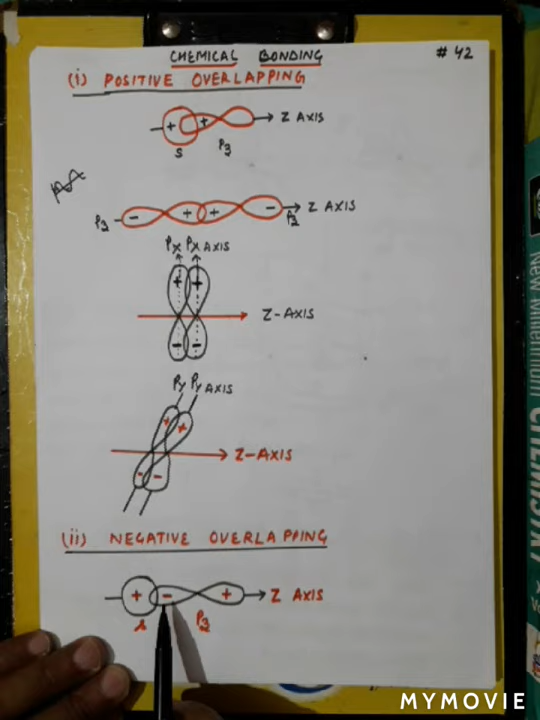 CHEMICAL BONDING # 42
(i) POSITIVE OVERLAPPING
+ + Z AXIS
S Pz
Pz - + + - Pz Z AXIS
Px Px AXIS
+ +
Z-AXIS
- -
Py Py AXIS
+ +
Z-AXIS
- -
(ii) NEGATIVE OVERLAPPING
+ - + Z AXIS
s Pz
New Millennium
CHEMISTRY
MYMOVIE